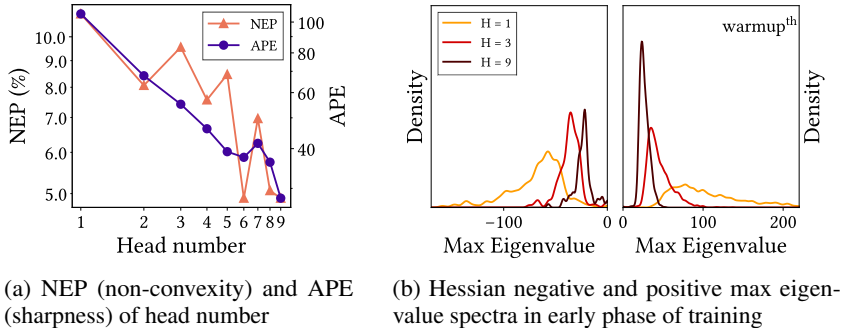 NEP
APE
10.0
9.0
8.0
7.0
6.0
5.0
NEP (%)
100
80
60
40
APE
1 2 3 4 5 6 7 8 9
Head number
H = 1
H = 3
H = 9
Density
−100 0
Max Eigenvalue
warmup^th
Density
0 100 200
Max Eigenvalue
(a) NEP (non-convexity) and APE
(sharpness) of head number
(b) Hessian negative and positive max eigen-
value spectra in early phase of training